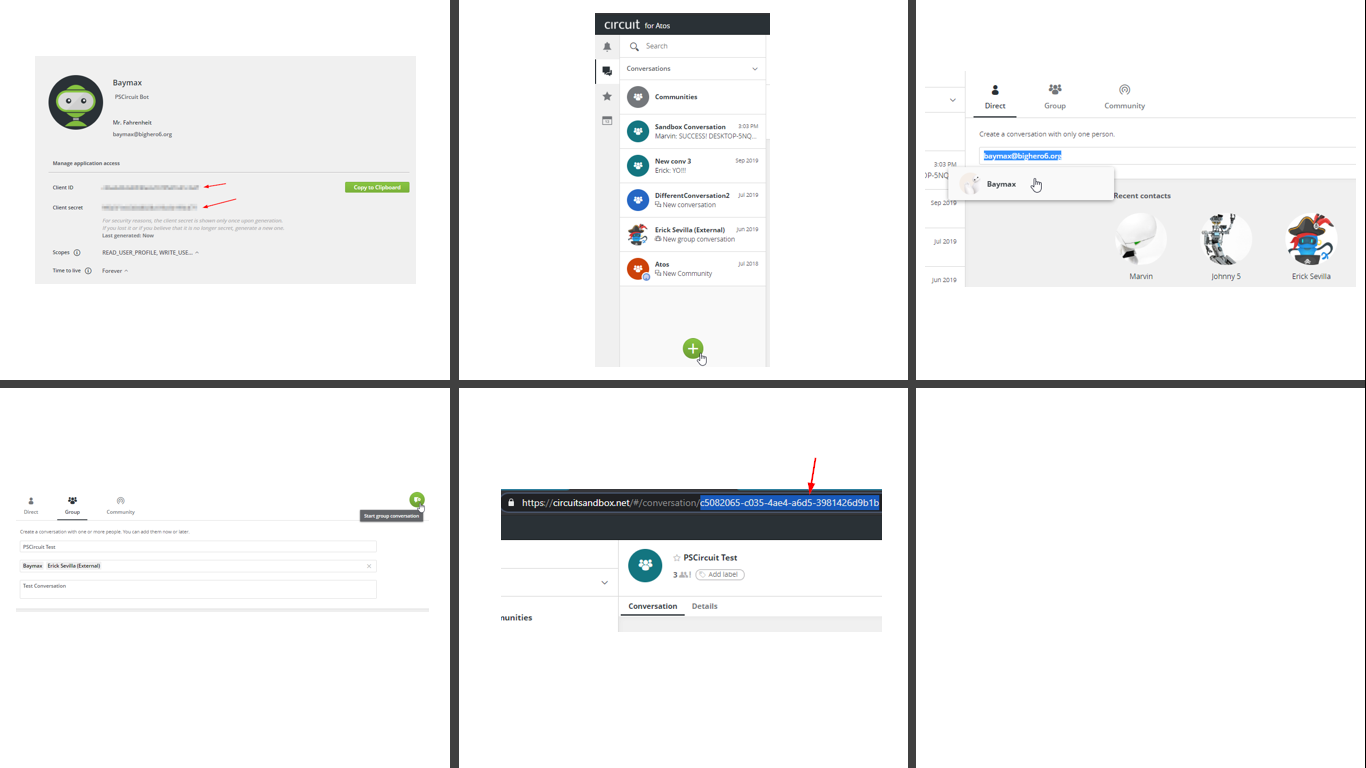 Baymax
PSCircuit Bot
Mr. Fahrenheit
baymax@bighero6.org
Manage application access
Client ID
Copy to Clipboard
Client secret
For security reasons, the client secret is shown only once upon generation.
If you lost it or if you believe that it is no longer secret, generate a new one.
Last generated: Now
Scopes
READ_USER_PROFILE, WRITE_USE...
Time to live
Forever
circuit for Atos
Search
Conversations
Communities
Sandbox Conversation 3:03 PM
Marvin: SUCCESS! DESKTOP-5NQ...
New conv 3 Sep 2019
Erick: YO!!!
DifferentConversation2 Jul 2019
New conversation
Erick Sevilla (External) Jun 2019
New group conversation
Atos Jul 2018
New Community
12
Direct Group Community
Create a conversation with only one person.
baymax@bighero6.org
3:03 PM
OP-5NQ
Baymax
Sep 2019
Recent contacts
Jul 2019
Jun 2019
Marvin Johnny 5 Erick Sevilla
Direct Group Community
Start group conversation
Create a conversation with one or more people. You can add them now or later.
PSCircuit Test
Baymax Erick Sevilla (External)
Test Conversation
https://circuitsandbox.net/#/conversation/c5082065-c035-4ae4-a6d5-3981426d9b1b
PSCircuit Test
3 Add label
Conversation Details
nunities